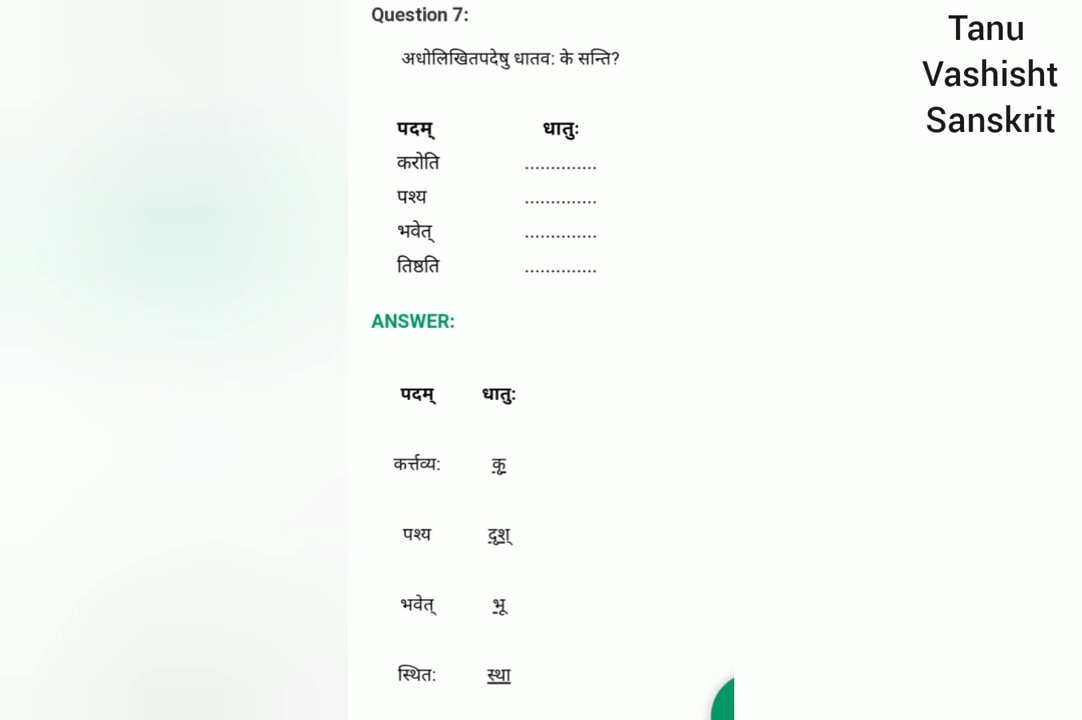 Question 7:
अधोलिखितपदेषु धातव: के सन्ति?
पदम् धातुः
करोति ..............
पश्य ..............
भवेत् ..............
तिष्ठति ..............
ANSWER:
पदम् धातु:
कर्त्तव्य: कृ
पश्य दृश्
भवेत् भू
स्थित: स्था
Tanu
Vashisht
Sanskrit